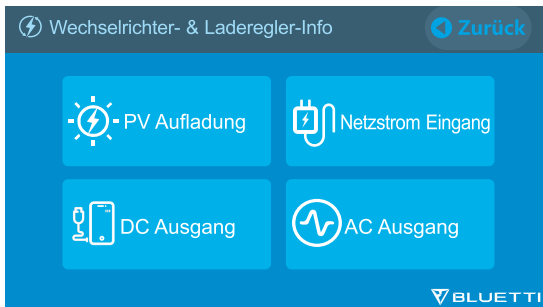 Wechselrichter- & Laderegler-Info
Zurück
PV Aufladung
Netzstrom Eingang
DC Ausgang
AC Ausgang
BLUETTI